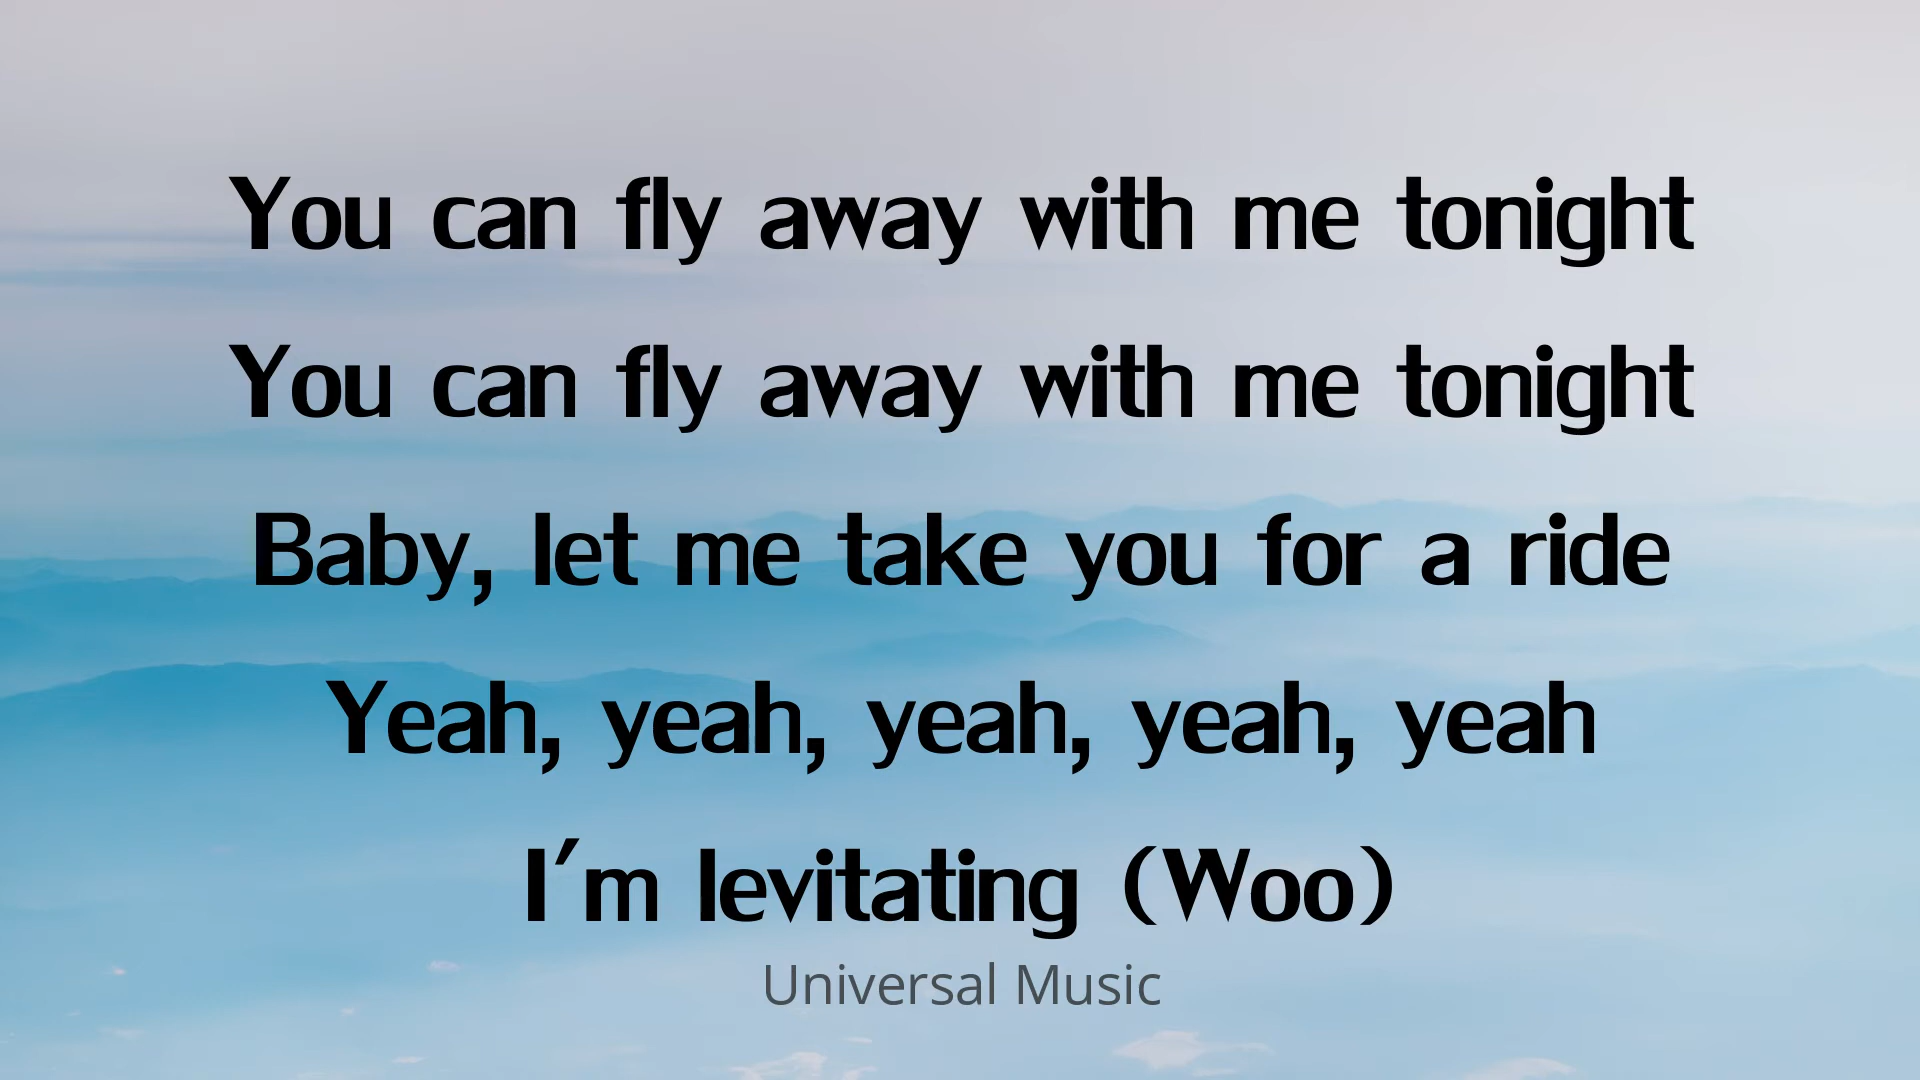 You can fly away with me tonight
You can fly away with me tonight
Baby, let me take you for a ride
Yeah, yeah, yeah, yeah, yeah
I'm levitating (Woo)
Universal Music